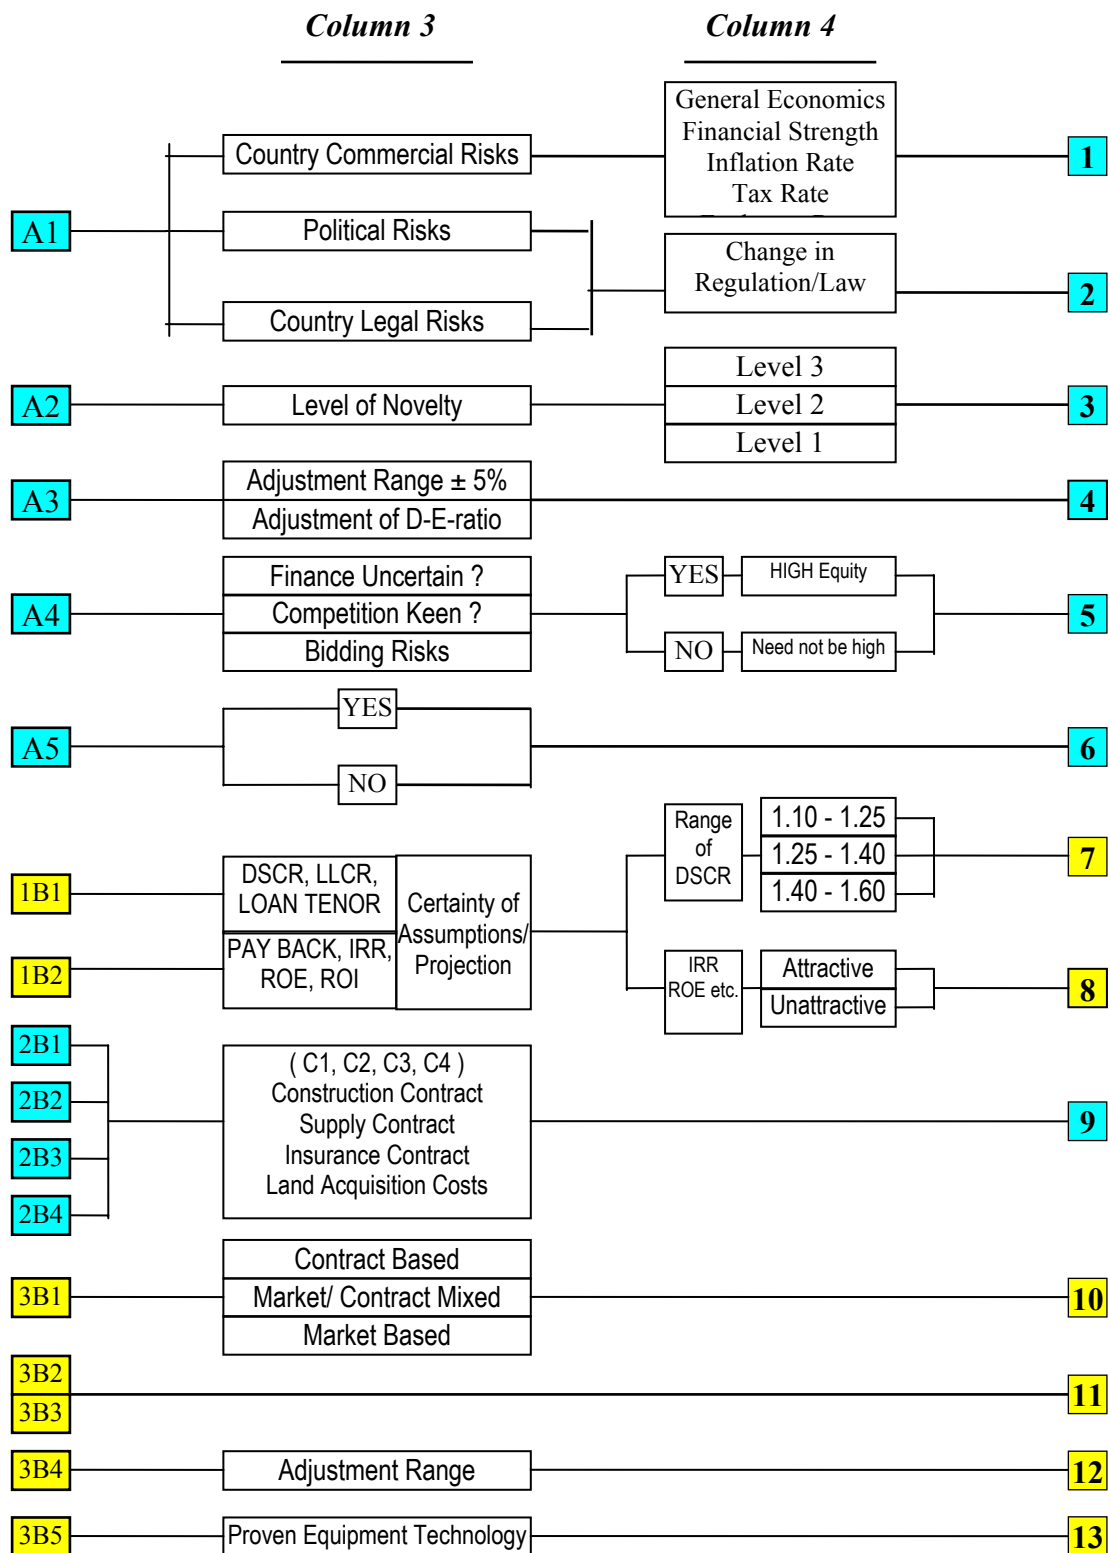 Column 3
Column 4
A1
Country Commercial Risks
Political Risks
Country Legal Risks
General Economics
Financial Strength
Inflation Rate
Tax Rate
Change in
Regulation/Law
1
2
A2
Level of Novelty
Level 3
Level 2
Level 1
3
A3
Adjustment Range ± 5%
Adjustment of D-E-ratio
4
A4
Finance Uncertain ?
Competition Keen ?
Bidding Risks
YES
HIGH Equity
NO
Need not be high
5
A5
YES
NO
6
1B1
DSCR, LLCR,
LOAN TENOR
1B2
PAY BACK, IRR,
ROE, ROI
Certainty of
Assumptions/
Projection
Range
of
DSCR
1.10 - 1.25
1.25 - 1.40
1.40 - 1.60
7
IRR
ROE etc.
Attractive
Unattractive
8
2B1
2B2
2B3
2B4
( C1, C2, C3, C4 )
Construction Contract
Supply Contract
Insurance Contract
Land Acquisition Costs
9
3B1
Contract Based
Market/ Contract Mixed
Market Based
10
3B2
3B3
11
3B4
Adjustment Range
12
3B5
Proven Equipment Technology
13